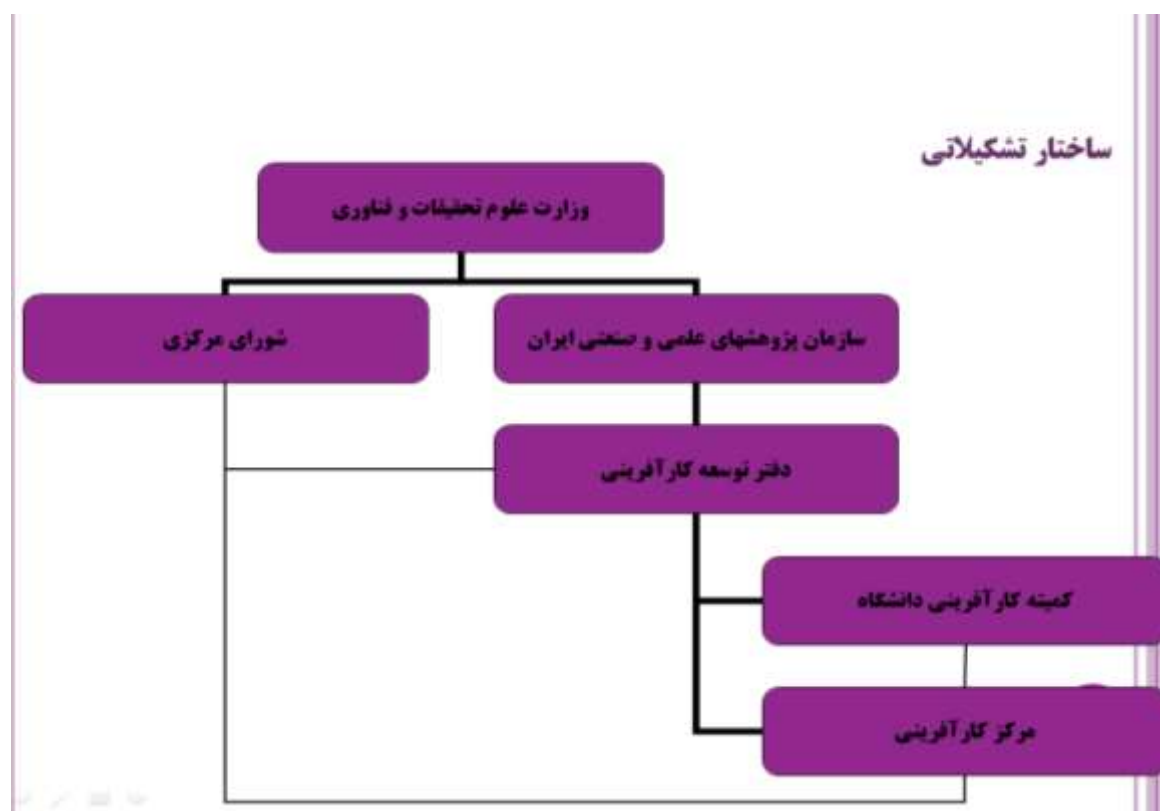 ساختار تشکیلاتی
وزارت علوم تحقیقات و فناوری
سازمان پژوهشهای علمی و صنعتی ایران
شورای مرکزی
دفتر توسعه کارآفرینی
کمیته کارآفرینی دانشگاه
مرکز کارآفرینی